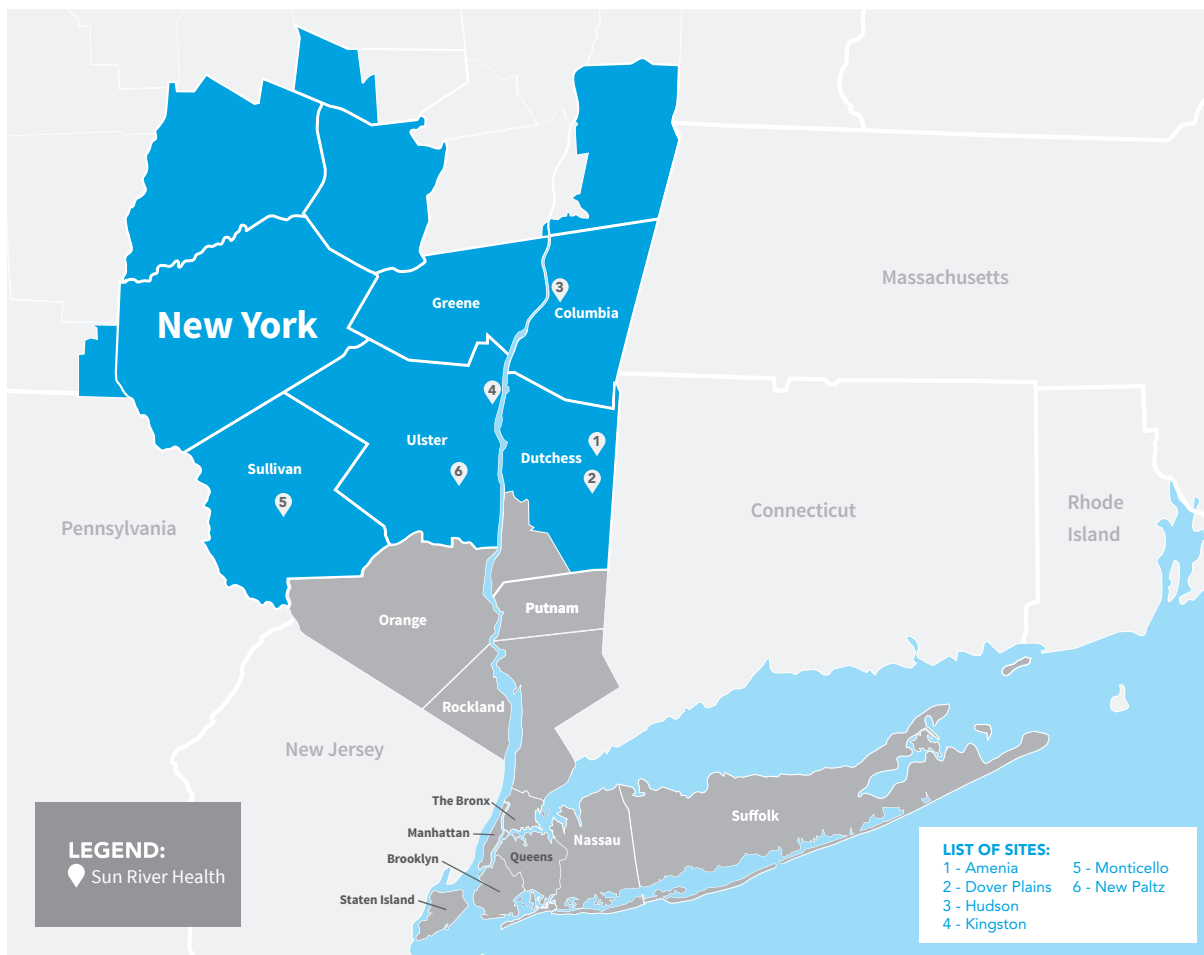 Massachusetts
3
Greene
Columbia
New York
4
Ulster
1
Dutchess
Sullivan
6
2
5
Connecticut
Rhode
Island
Pennsylvania
Putnam
Orange
Rockland
New Jersey
The Bronx
Suffolk
Manhattan
Nassau
Brooklyn
Queens
Staten Island
LEGEND:
Sun River Health
LIST OF SITES:
1 - Amenia
2 - Dover Plains
3 - Hudson
4 - Kingston
5 - Monticello
6 - New Paltz